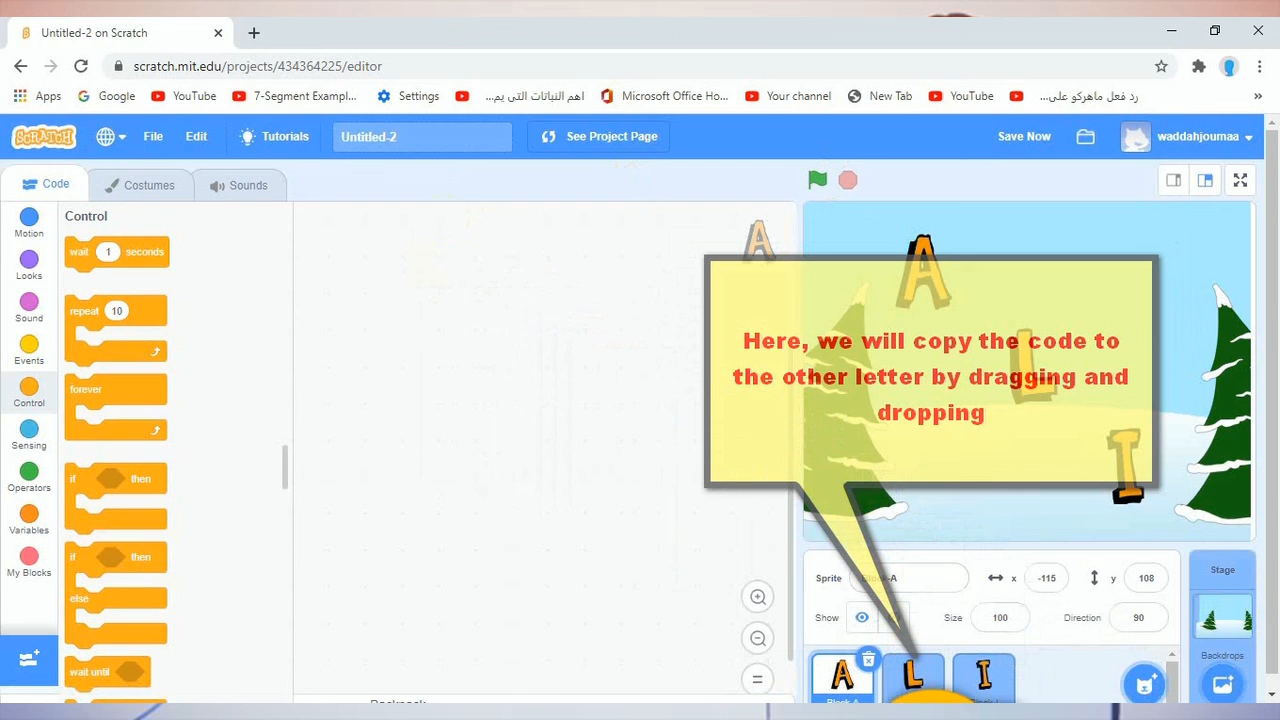 Untitled-2 on Scratch
scratch.mit.edu/projects/434364225/editor
Apps
Google
YouTube
7-Segment Exampl...
Settings
اهم النباتات التى يم...
Microsoft Office Ho...
Your channel
New Tab
YouTube
رد فعل ماهركو على...
»
SCRATCH
File
Edit
Tutorials
Untitled-2
See Project Page
Save Now
waddahjoumaa
Code
Costumes
Sounds
Motion
Looks
Sound
Events
Control
Sensing
Operators
Variables
My Blocks
Control
wait 1 seconds
repeat 10
forever
if then
if then
else
wait until
A
A
L
I
Here, we will copy the code to
the other letter by dragging and
dropping
Sprite
x -115
y 108
Show
Size 100
Direction 90
A
L
I
Stage
Backdrops